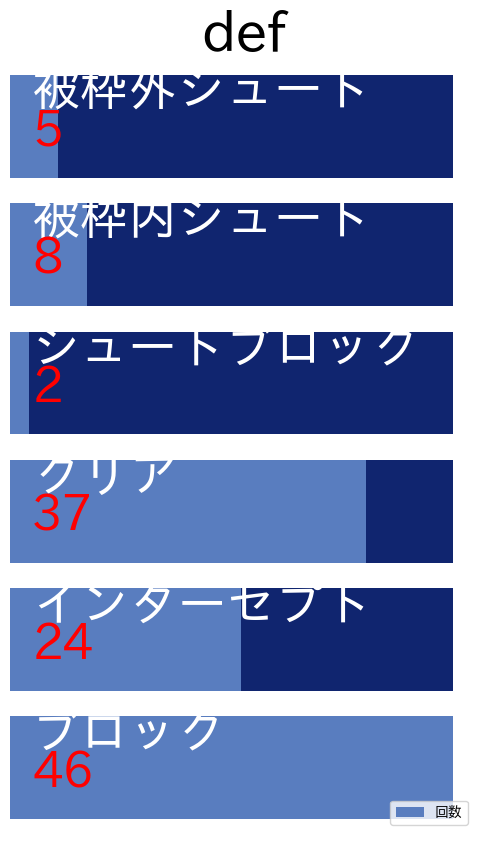 def
被枠外シュート
5
被枠内シュート
8
シュートブロック
2
クリア
37
インターセプト
24
ブロック
46
回数